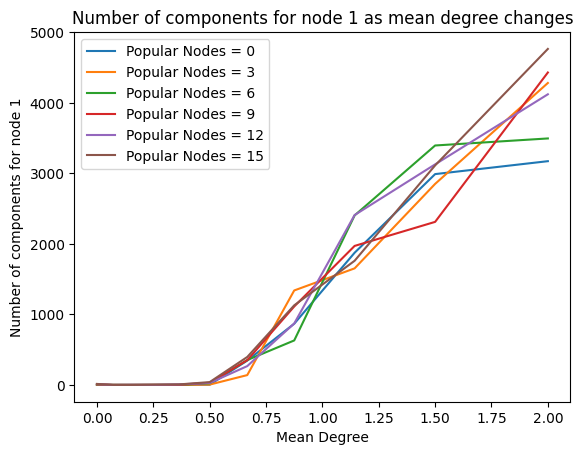 Number of components for node 1 as mean degree changes
Number of components for node 1
5000
4000
3000
2000
1000
0
Popular Nodes = 0
Popular Nodes = 3
Popular Nodes = 6
Popular Nodes = 9
Popular Nodes = 12
Popular Nodes = 15
0.00 0.25 0.50 0.75 1.00 1.25 1.50 1.75 2.00
Mean Degree